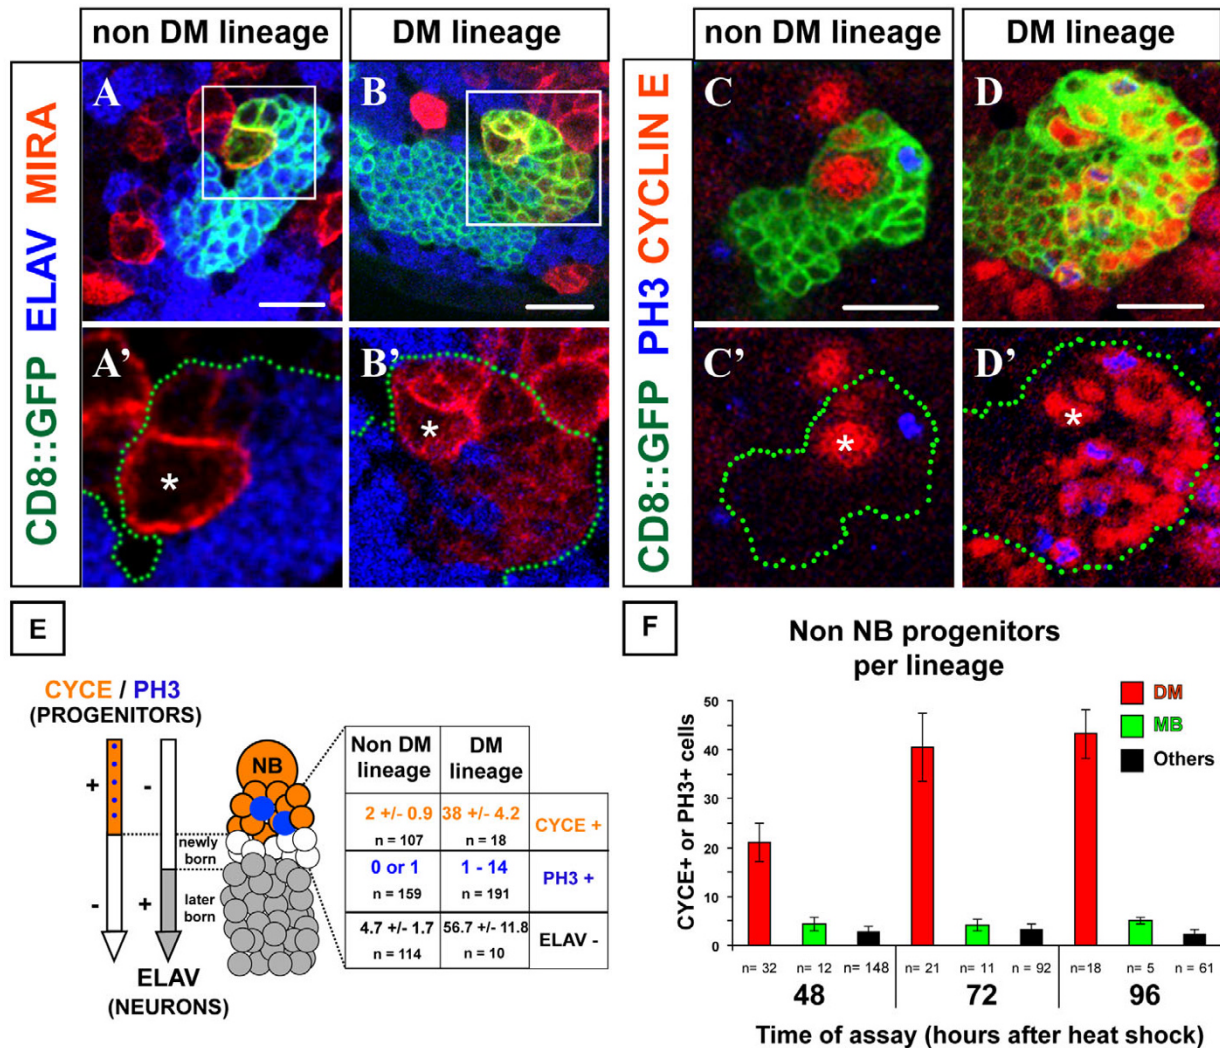 non DM lineage
DM lineage
non DM lineage
DM lineage
CD8::GFP ELAV MIRA
A
B
A'
B'
CD8::GFP PH3 CYCLIN E
C
D
C'
D'
*
*
*
*
E
CYCE / PH3
(PROGENITORS)
+
-
-
+
newly
born
later
born
ELAV
(NEURONS)
NB
Non DM
lineage
DM
lineage
2 +/- 0.9
n = 107
38 +/- 4.2
n = 18
CYCE +
0 or 1
n = 159
1 - 14
n = 191
PH3 +
4.7 +/- 1.7
n = 114
56.7 +/- 11.8
n = 10
ELAV -
F
Non NB progenitors
per lineage
DM
MB
Others
CYCE+ or PH3+ cells
50
40
30
20
10
0
n= 32 n= 12 n= 148 n= 21 n= 11 n = 92 n=18 n= 5 n = 61
48 72 96
Time of assay (hours after heat shock)